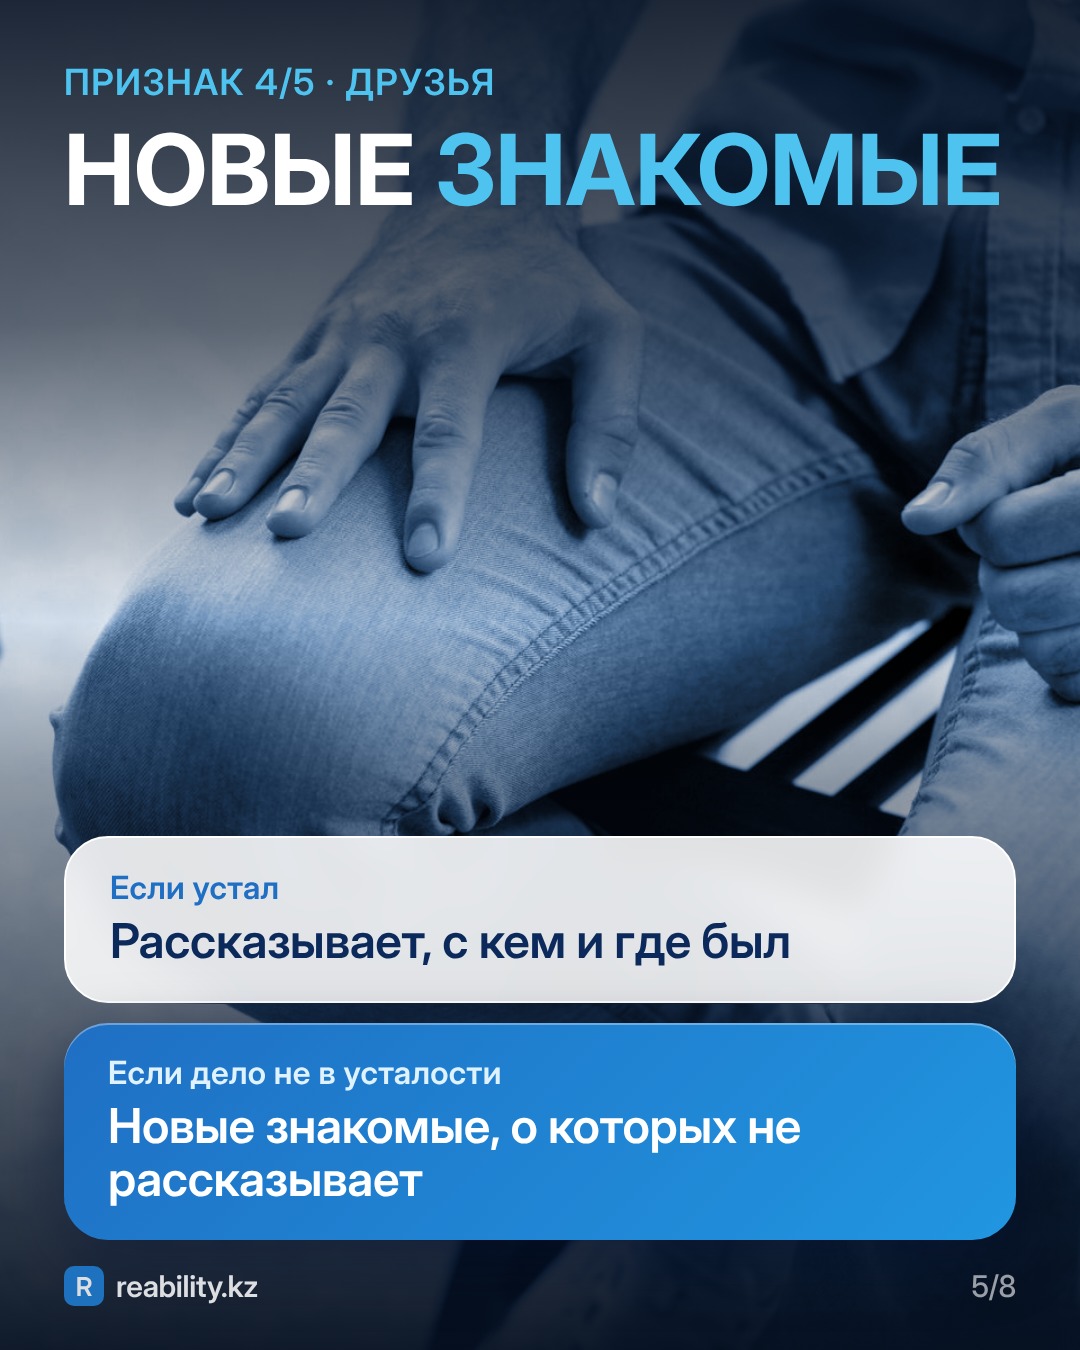 ПРИЗНАК 4/5 · ДРУЗЬЯ
НОВЫЕ ЗНАКОМЫЕ
Если устал
Рассказывает, с кем и где был
Если дело не в усталости
Новые знакомые, о которых не
рассказывает
R reability.kz
5/8